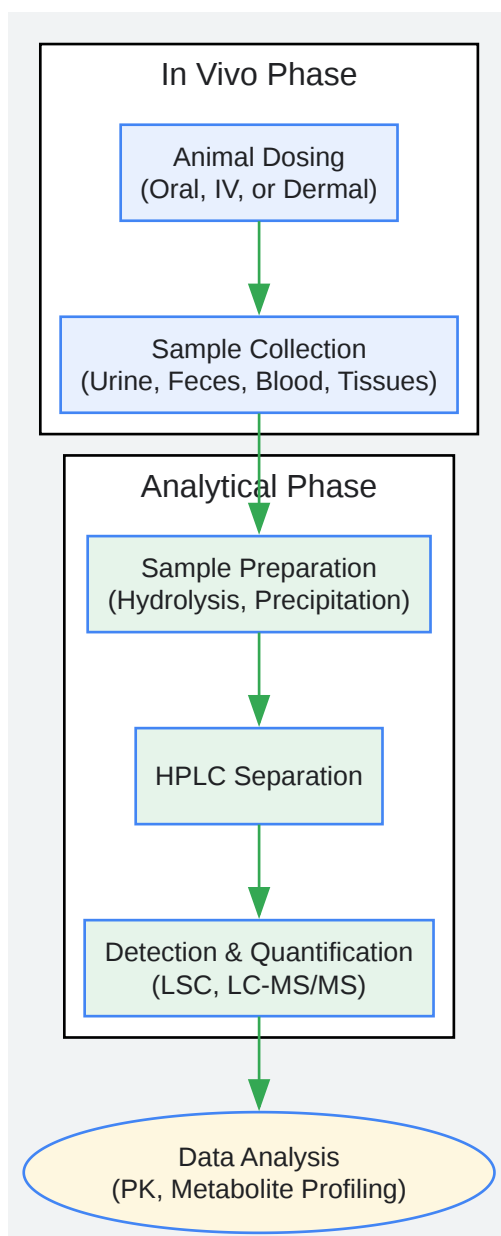 In Vivo Phase
Animal Dosing
(Oral, IV, or Dermal)
Sample Collection
(Urine, Feces, Blood, Tissues)
Analytical Phase
Sample Preparation
(Hydrolysis, Precipitation)
HPLC Separation
Detection & Quantification
(LSC, LC-MS/MS)
Data Analysis
(PK, Metabolite Profiling)